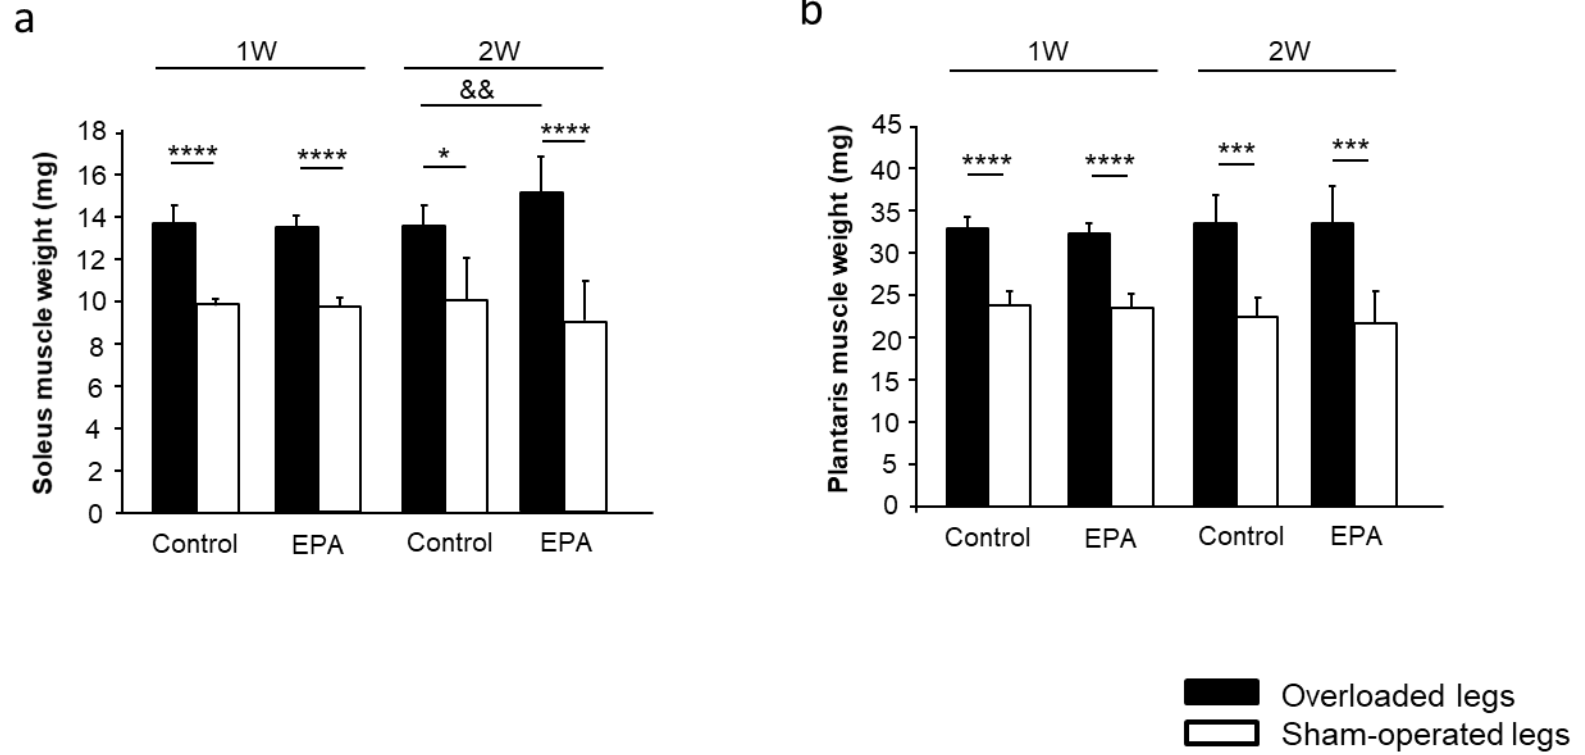 a
1W 2W
&&
**** **** * ****
Soleus muscle weight (mg)
18
16
14
12
10
8
6
4
2
0
Control EPA Control EPA
b
1W 2W
**** **** *** ***
Plantaris muscle weight (mg)
45
40
35
30
25
20
15
10
5
0
Control EPA Control EPA
Overloaded legs
Sham-operated legs